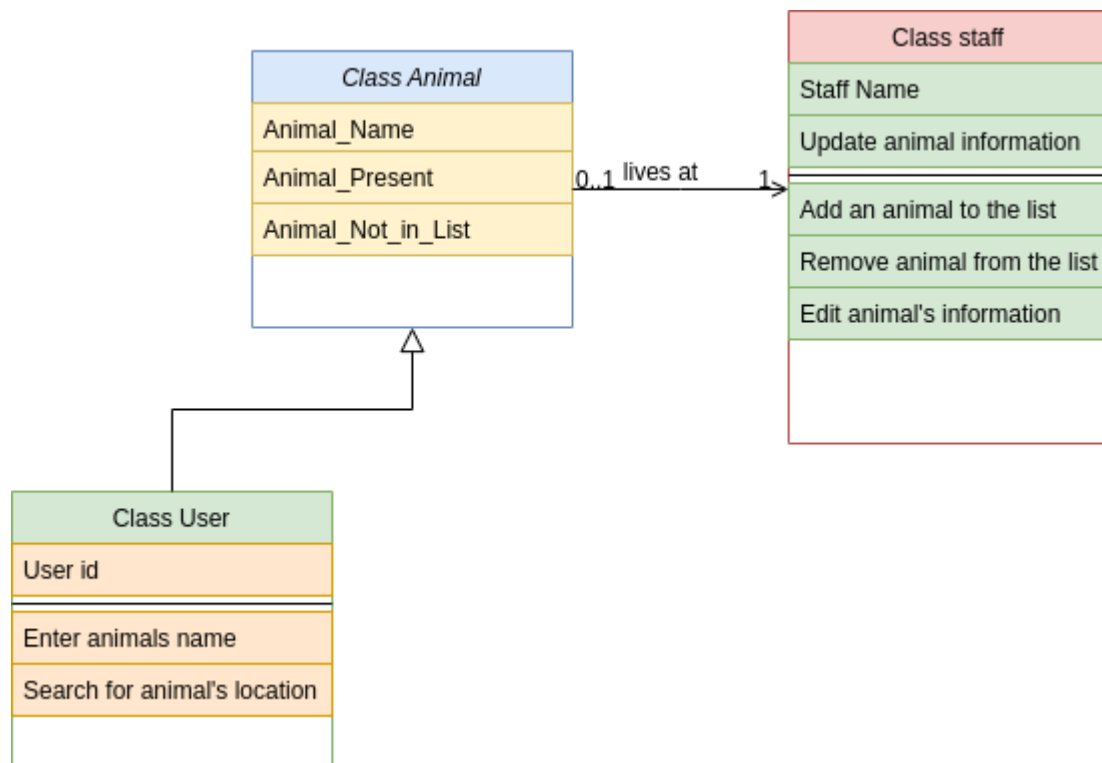 Class Animal
Animal_Name
Animal_Present
Animal_Not_in_List
0..1 lives at 1
Class staff
Staff Name
Update animal information
Add an animal to the list
Remove animal from the list
Edit animal's information
Class User
User id
Enter animals name
Search for animal's location